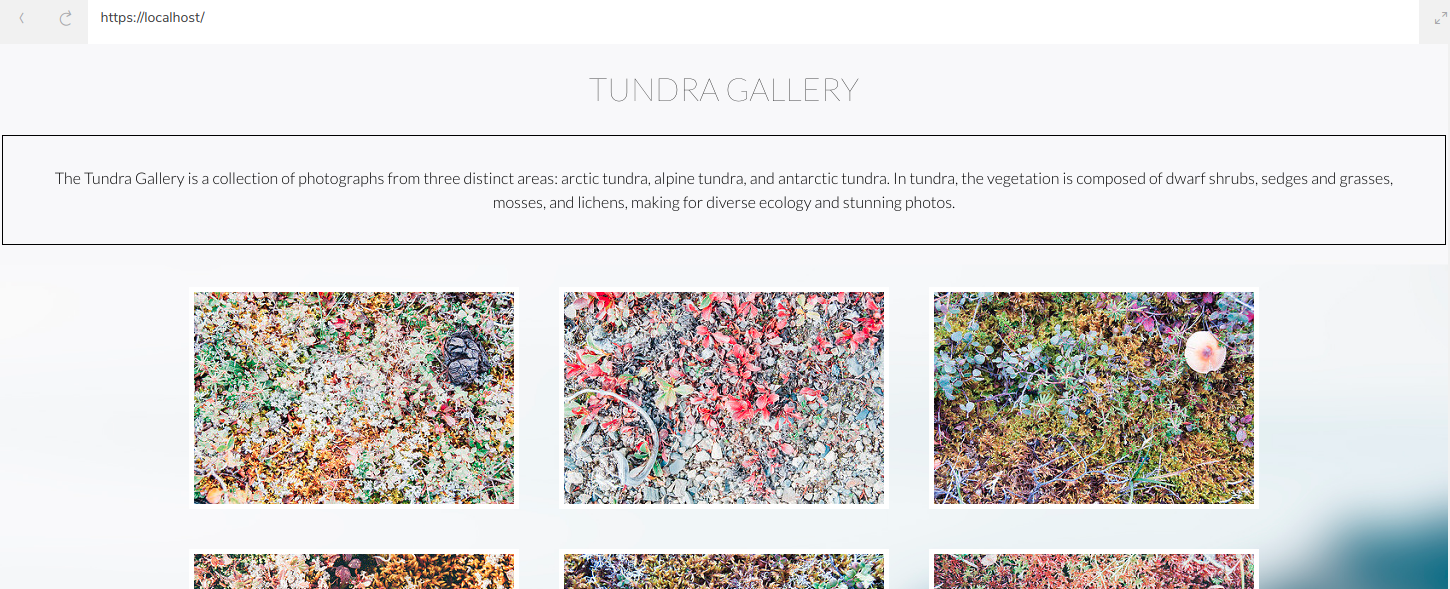 https://localhost/
TUNDRA GALLERY
The Tundra Gallery is a collection of photographs from three distinct areas: arctic tundra, alpine tundra, and antarctic tundra. In tundra, the vegetation is composed of dwarf shrubs, sedges and grasses,
mosses, and lichens, making for diverse ecology and stunning photos.